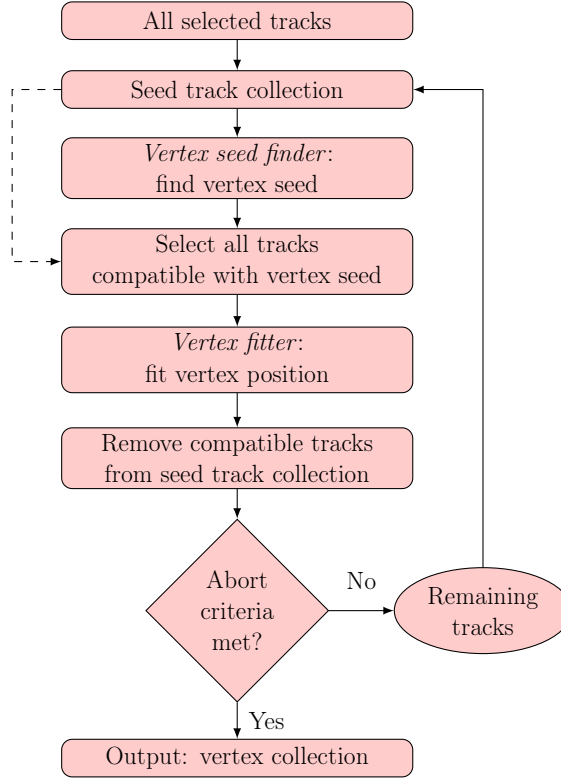 All selected tracks
Seed track collection
Vertex seed finder:
find vertex seed
Select all tracks
compatible with vertex seed
Vertex fitter:
fit vertex position
Remove compatible tracks
from seed track collection
Abort
criteria
met?
No
Remaining
tracks
Yes
Output: vertex collection